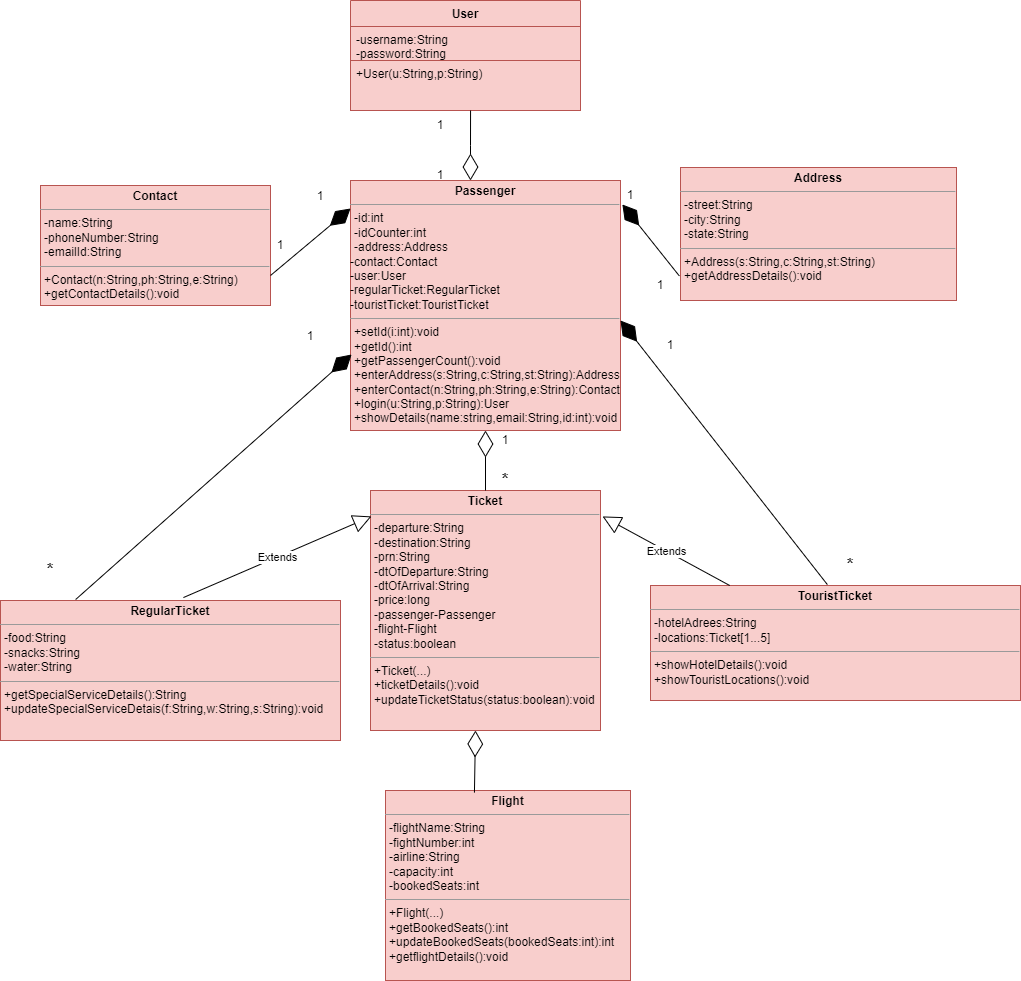 User
-username:String
-password:String
+User(u:String,p:String)
1
1
Contact
-name:String
-phoneNumber:String
-emailId:String
+Contact(n:String,ph:String,e:String)
+getContactDetails():void
1
1
Passenger
-id:int
-idCounter:int
-address:Address
-contact:Contact
-user:User
-regularTicket:RegularTicket
-touristTicket:TouristTicket
+setId(i:int):void
+getId():int
+getPassengerCount():void
+enterAddress(s:String,c:String,st:String):Address
+enterContact(n:String,ph:String,e:String):Contact
+login(u:String,p:String):User
+showDetails(name:string,email:String,id:int):void
1
1
Address
-street:String
-city:String
-state:String
+Address(s:String,c:String,st:String)
+getAddressDetails():void
1
1
1
*
*
*
Extends
Extends
RegularTicket
-food:String
-snacks:String
-water:String
+getSpecialServiceDetails():String
+updateSpecialServiceDetais(f:String,w:String,s:String):void
Ticket
-departure:String
-destination:String
-prn:String
-dtOfDeparture:String
-dtOfArrival:String
-price:long
-passenger-Passenger
-flight-Flight
-status:boolean
+Ticket(...)
+ticketDetails():void
+updateTicketStatus(status:boolean):void
TouristTicket
-hotelAdrees:String
-locations:Ticket[1...5]
+showHotelDetails():void
+showTouristLocations():void
Flight
-flightName:String
-fightNumber:int
-airline:String
-capacity:int
-bookedSeats:int
+Flight(...)
+getBookedSeats():int
+updateBookedSeats(bookedSeats:int):int
+getflightDetails():void